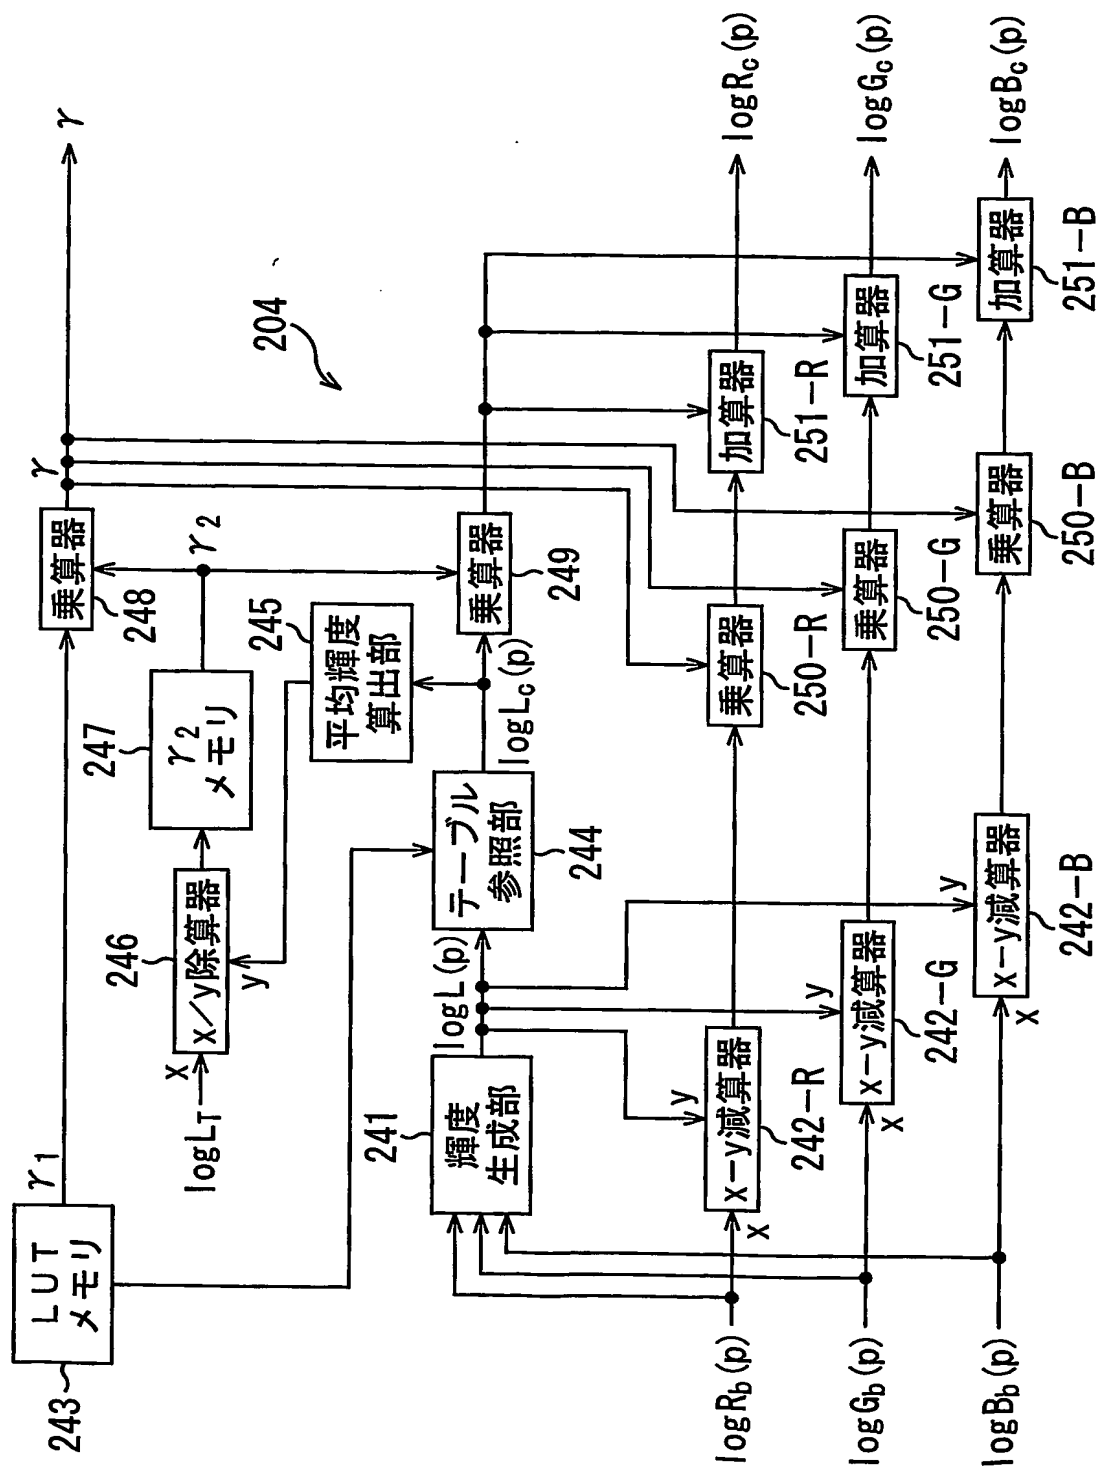 243
LUT
メモリ
γ1
logLT
x
246
x/y除算器
y
247
γ2
メモリ
γ2
248
乗算器
γ
γ
204
245
平均輝度
算出部
241
輝度
生成部
logL(p)
テーブル
参照部
244
logLc(p)
乗算器
249
logRb(p)
x
y
x-y減算器
242-R
乗算器
250-R
加算器
251-R
logRc(p)
logGb(p)
x
y
x-y減算器
242-G
乗算器
250-G
加算器
251-G
logGc(p)
logBb(p)
x
y
x-y減算器
242-B
乗算器
250-B
加算器
251-B
logBc(p)